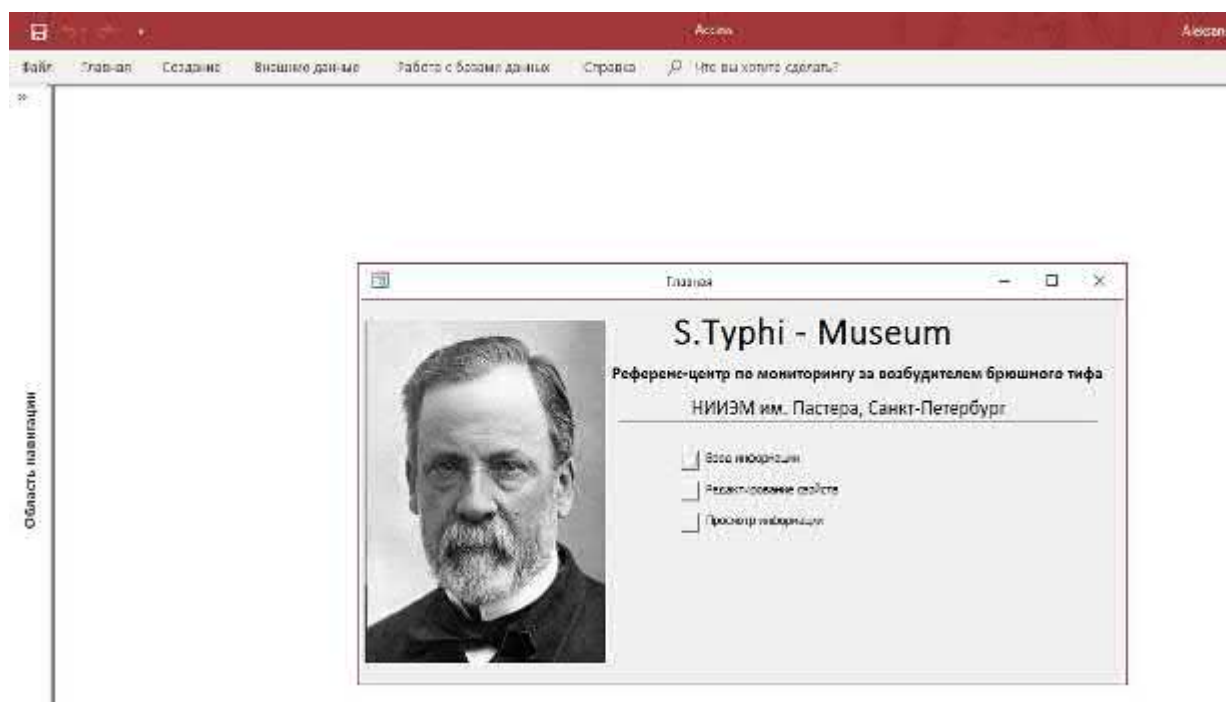 Access
Aleksan
Файл Главная Создание Внешние данные Работа с базами данных Справка Что вы хотите сделать?
Область навигации
Главная
S.Typhi - Museum
Референс-центр по мониторингу за возбудителем брюшного тифа
НИИЭМ им. Пастера, Санкт-Петербург
Ввод информации
Редактирование свойств
Просмотр информации